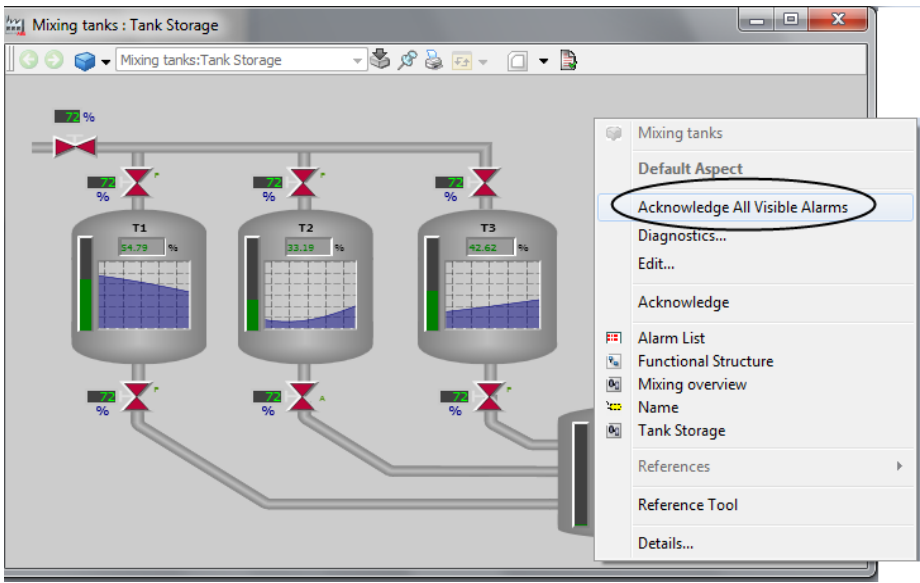 Mixing tanks : Tank Storage
Mixing tanks:Tank Storage
72 %
72
%
P
72
%
P
72
%
T1
54.79 %
T2
33.19 %
T3
42.62 %
72
%
P
72
%
A
72
%
P
Mixing tanks
Default Aspect
Acknowledge All Visible Alarms
Diagnostics...
Edit...
Acknowledge
Alarm List
Functional Structure
Mixing overview
Name
Tank Storage
References
Reference Tool
Details...